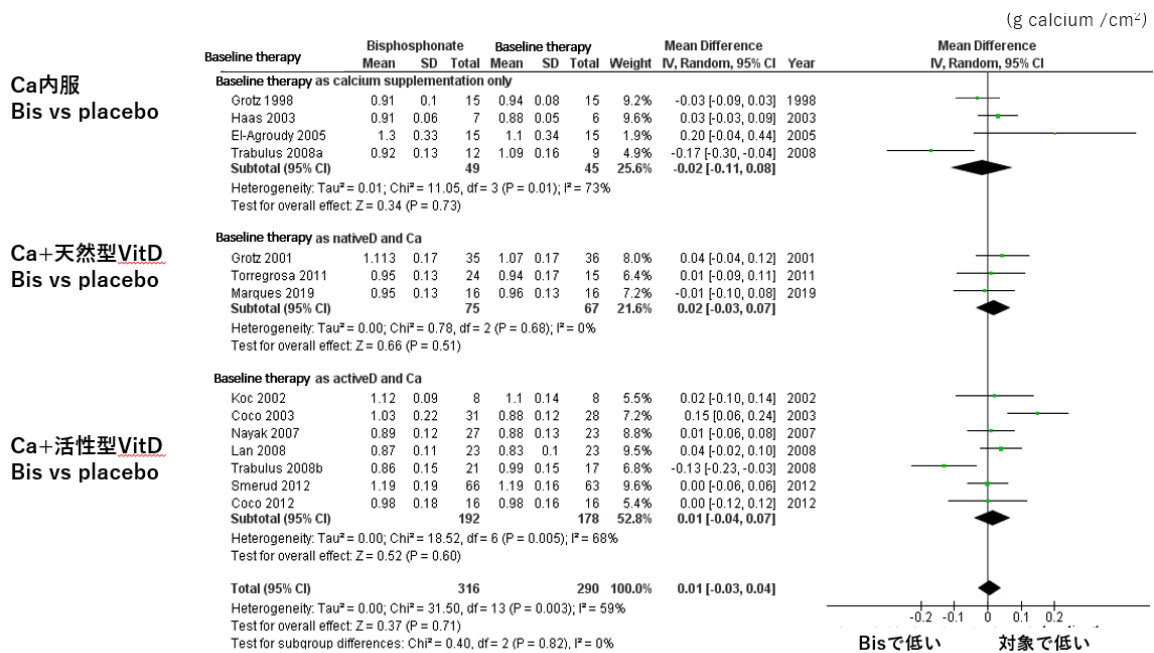 (g calcium /cm²)
Bisphosphonate Baseline therapy Mean Difference Mean Difference
Baseline therapy Mean SD Total Mean SD Total Weight IV, Random, 95% CI Year IV, Random, 95% CI
Ca内服
Bis vs placebo
Baseline therapy as calcium supplementation only
Grotz 1998 0.91 0.1 15 0.94 0.08 15 9.2% -0.03 [-0.09, 0.03] 1998
Haas 2003 0.91 0.06 7 0.88 0.05 6 9.6% 0.03 [-0.03, 0.09] 2003
El-Agroudy 2005 1.3 0.33 15 1.1 0.34 15 1.9% 0.20 [-0.04, 0.44] 2005
Trabulus 2008a 0.92 0.13 12 1.09 0.16 9 4.9% -0.17 [-0.30, -0.04] 2008
Subtotal (95% CI) 49 45 25.6% -0.02 [-0.11, 0.08]
Heterogeneity: Tau² = 0.01; Chi² = 11.05, df = 3 (P = 0.01); I² = 73%
Test for overall effect: Z = 0.34 (P = 0.73)
Ca+天然型VitD
Bis vs placebo
Baseline therapy as nativeD and Ca
Grotz 2001 1.113 0.17 35 1.07 0.17 36 8.0% 0.04 [-0.04, 0.12] 2001
Torregrosa 2011 0.95 0.13 24 0.94 0.17 15 6.4% 0.01 [-0.09, 0.11] 2011
Marques 2019 0.95 0.13 16 0.96 0.13 16 7.2% -0.01 [-0.10, 0.08] 2019
Subtotal (95% CI) 75 67 21.6% 0.02 [-0.03, 0.07]
Heterogeneity: Tau² = 0.00; Chi² = 0.78, df = 2 (P = 0.68); I² = 0%
Test for overall effect: Z = 0.66 (P = 0.51)
Ca+活性型VitD
Bis vs placebo
Baseline therapy as activeD and Ca
Koc 2002 1.12 0.09 8 1.1 0.14 8 5.5% 0.02 [-0.10, 0.14] 2002
Coco 2003 1.03 0.22 31 0.88 0.12 28 7.2% 0.15 [0.06, 0.24] 2003
Nayak 2007 0.89 0.12 27 0.88 0.13 23 8.8% 0.01 [-0.06, 0.08] 2007
Lan 2008 0.87 0.11 23 0.83 0.1 23 9.5% 0.04 [-0.02, 0.10] 2008
Trabulus 2008b 0.86 0.15 21 0.99 0.15 17 6.8% -0.13 [-0.23, -0.03] 2008
Smerud 2012 1.19 0.19 66 1.19 0.16 63 9.6% 0.00 [-0.06, 0.06] 2012
Coco 2012 0.98 0.18 16 0.98 0.16 16 5.4% 0.00 [-0.12, 0.12] 2012
Subtotal (95% CI) 192 178 52.8% 0.01 [-0.04, 0.07]
Heterogeneity: Tau² = 0.00; Chi² = 18.52, df = 6 (P = 0.005); I² = 68%
Test for overall effect: Z = 0.52 (P = 0.60)
Total (95% CI) 316 290 100.0% 0.01 [-0.03, 0.04]
Heterogeneity: Tau² = 0.00; Chi² = 31.50, df = 13 (P = 0.003); I² = 59%
Test for overall effect: Z = 0.37 (P = 0.71)
Test for subgroup differences: Chi² = 0.40, df = 2 (P = 0.82), I² = 0%
-0.2 -0.1 0 0.1 0.2
Bisで低い 対象で低い